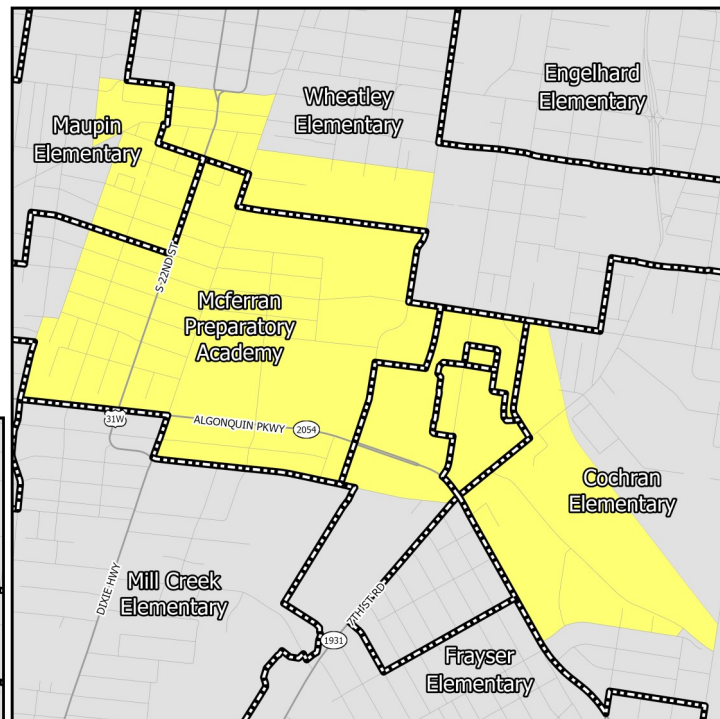 Engelhard
Elementary
Wheatley
Elementary
Maupin
Elementary
S 22ND ST
Mcferran
Preparatory
Academy
31W
ALGONQUIN PKWY
2054
Cochran
Elementary
DIXIE HWY
Mill Creek
Elementary
7TH ST RD
1931
Frayser
Elementary